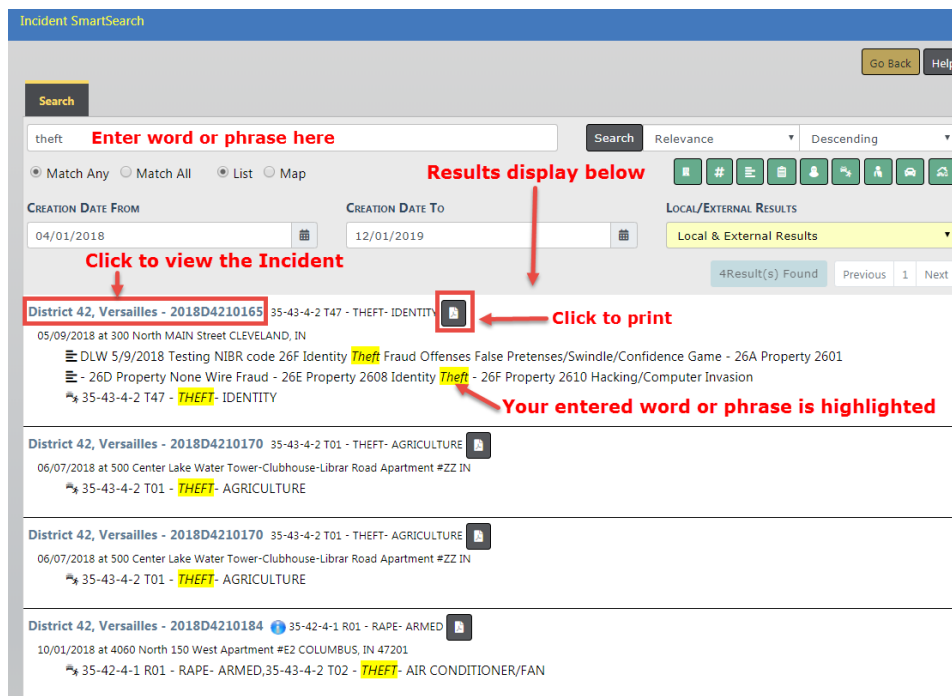 Incident SmartSearch
Go Back Help
Search
theft Enter word or phrase here Search Relevance Descending
Match Any Match All List Map Results display below
CREATION DATE FROM CREATION DATE TO LOCAL/EXTERNAL RESULTS
04/01/2018 12/01/2019 Local & External Results
Click to view the Incident
4Result(s) Found Previous 1 Next
District 42, Versailles - 2018D4210165 35-43-4-2 T47 - THEFT- IDENTITY Click to print
05/09/2018 at 300 North MAIN Street CLEVELAND, IN
DLW 5/9/2018 Testing NIBR code 26F Identity Theft Fraud Offenses False Pretenses/Swindle/Confidence Game - 26A Property 2601
- 26D Property None Wire Fraud - 26E Property 2608 Identity Theft - 26F Property 2610 Hacking/Computer Invasion
35-43-4-2 T47 - THEFT- IDENTITY
Your entered word or phrase is highlighted
District 42, Versailles - 2018D4210170 35-43-4-2 T01 - THEFT- AGRICULTURE
06/07/2018 at 500 Center Lake Water Tower-Clubhouse-Librar Road Apartment #ZZ IN
35-43-4-2 T01 - THEFT- AGRICULTURE
District 42, Versailles - 2018D4210170 35-43-4-2 T01 - THEFT- AGRICULTURE
06/07/2018 at 500 Center Lake Water Tower-Clubhouse-Librar Road Apartment #ZZ IN
35-43-4-2 T01 - THEFT- AGRICULTURE
District 42, Versailles - 2018D4210184 35-42-4-1 R01 - RAPE- ARMED
10/01/2018 at 4060 North 150 West Apartment #E2 COLUMBUS, IN 47201
35-42-4-1 R01 - RAPE- ARMED,35-43-4-2 T02 - THEFT- AIR CONDITIONER/FAN